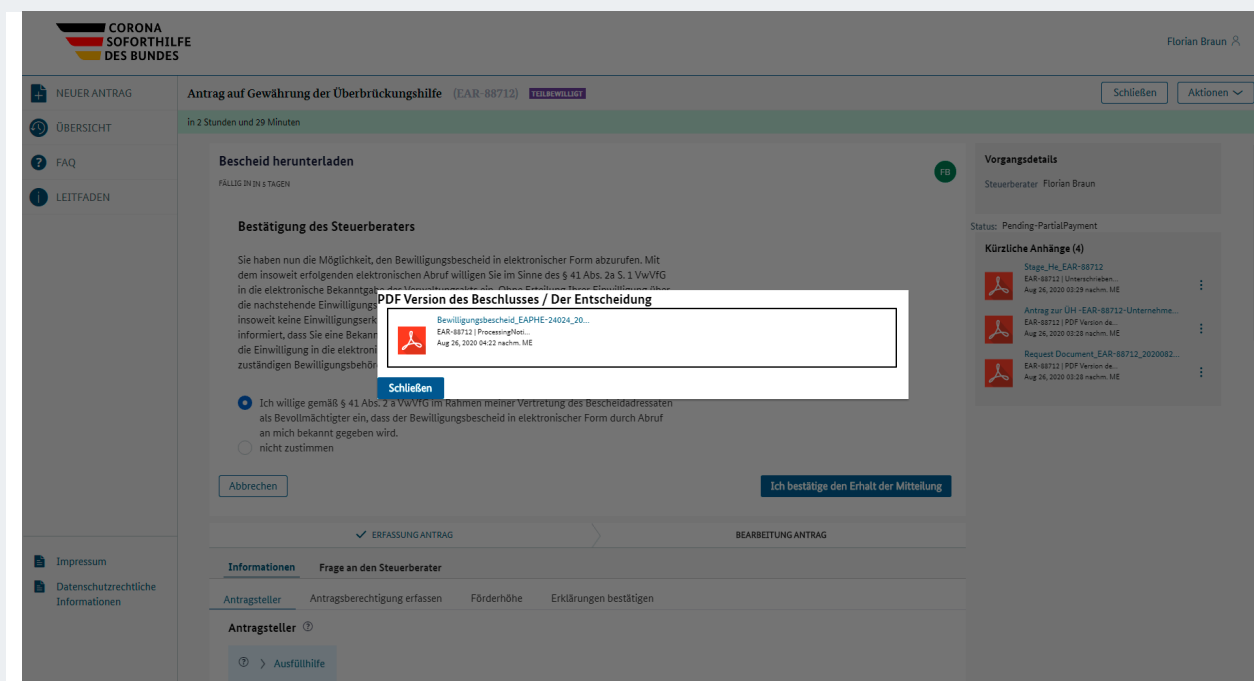 CORONA
SOFORTHILFE
DES BUNDES
Florian Braun
NEUER ANTRAG
ÜBERSICHT
FAQ
LEITFADEN
Impressum
Datenschutzrechtliche
Informationen
Antrag auf Gewährung der Überbrückungshilfe (EAR-88712) TEILBEWILLIGT
Schließen
Aktionen
in 2 Stunden und 29 Minuten
Bescheid herunterladen
FÄLLIG IN IN 5 TAGEN
FB
Bestätigung des Steuerberaters
Sie haben nun die Möglichkeit, den Bewilligungsbescheid in elektronischer Form abzurufen. Mit
dem insoweit erfolgenden elektronischen Abruf willigen Sie im Sinne des § 41 Abs. 2a S. 1 VwVfG
in die elektronische Bekanntgabe des Verwaltungsakts ein. Ohne Erteilung Ihrer Einwilligung über
die nachstehende Einwilligungs
insoweit keine Einwilligungserk
informiert, dass Sie eine Bekann
die Einwilligung in die elektroni
zuständigen Bewilligungsbehör
PDF Version des Beschlusses / Der Entscheidung
Bewilligungsbescheid_EAPHE-24024_20...
EAR-88712 | ProcessingNoti...
Aug 26, 2020 04:22 nachm. ME
Schließen
Ich willige gemäß § 41 Abs. 2 a VwVfG im Rahmen meiner Vertretung des Bescheidadressaten
als Bevollmächtigter ein, dass der Bewilligungsbescheid in elektronischer Form durch Abruf
an mich bekannt gegeben wird.
nicht zustimmen
Abbrechen
Ich bestätige den Erhalt der Mitteilung
ERFASSUNG ANTRAG
BEARBEITUNG ANTRAG
Informationen
Frage an den Steuerberater
Antragsteller
Antragsberechtigung erfassen
Förderhöhe
Erklärungen bestätigen
Antragsteller
Ausfüllhilfe
Vorgangsdetails
Steuerberater Florian Braun
Status: Pending-PartialPayment
Kürzliche Anhänge (4)
Stage_He_EAR-88712
EAR-88712 | Unterschrieben...
Aug 26, 2020 03:29 nachm. ME
Antrag zur ÜH -EAR-88712-Unternehme...
EAR-88712 | PDF Version de...
Aug 26, 2020 03:28 nachm. ME
Request Document_EAR-88712_2020082...
EAR-88712 | PDF Version de...
Aug 26, 2020 03:28 nachm. ME